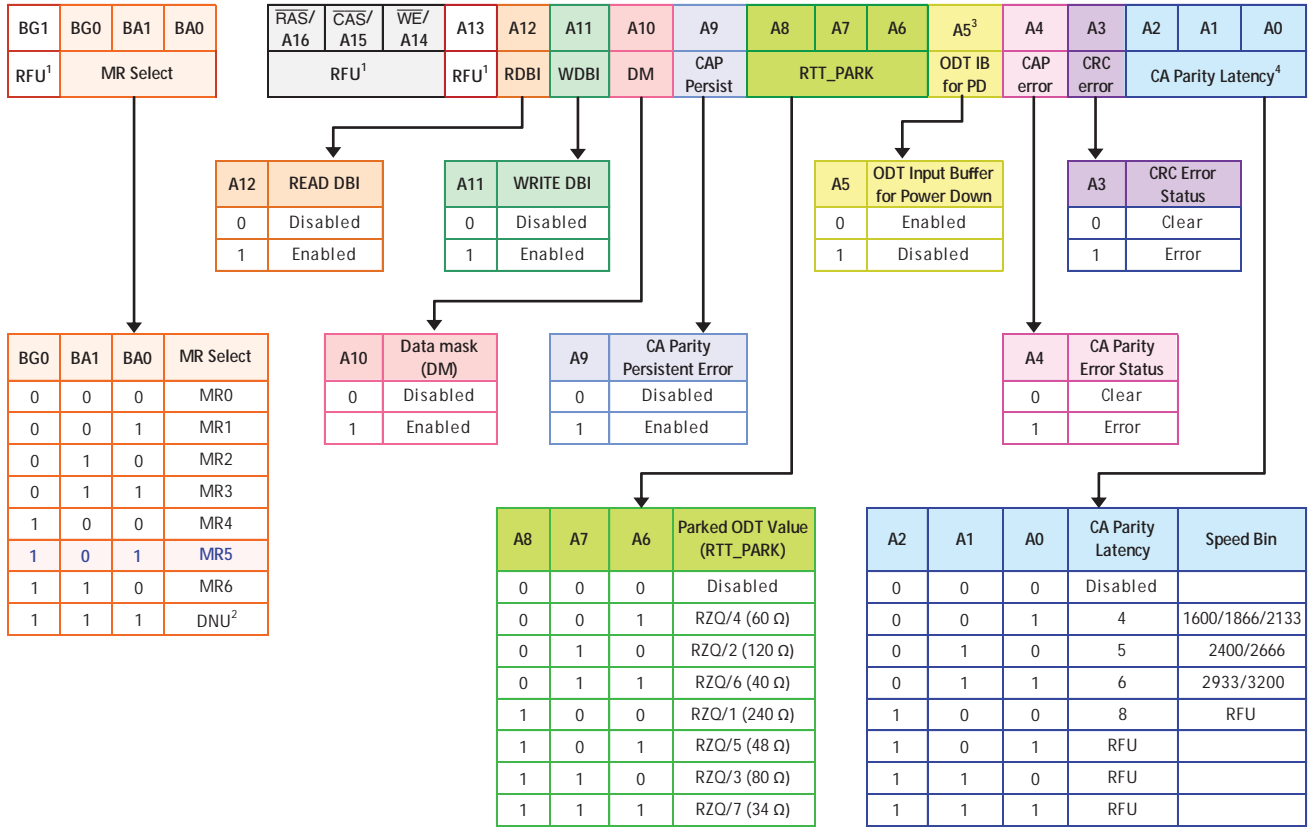 BG1 BG0 BA1 BA0 RAS/ A16 CAS/ A15 WE/ A14 A13 A12 A11 A10 A9 A8 A7 A6 A5³ A4 A3 A2 A1 A0
RFU¹ MR Select RFU¹ RFU¹ RDBI WDBI DM CAP Persist RTT_PARK ODT IB for PD CAP error CRC error CA Parity Latency⁴
A12 READ DBI
0 Disabled
1 Enabled
A11 WRITE DBI
0 Disabled
1 Enabled
A5 ODT Input Buffer for Power Down
0 Enabled
1 Disabled
A3 CRC Error Status
0 Clear
1 Error
BG0 BA1 BA0 MR Select
0 0 0 MR0
0 0 1 MR1
0 1 0 MR2
0 1 1 MR3
1 0 0 MR4
1 0 1 MR5
1 1 0 MR6
1 1 1 DNU²
A10 Data mask (DM)
0 Disabled
1 Enabled
A9 CA Parity Persistent Error
0 Disabled
1 Enabled
A4 CA Parity Error Status
0 Clear
1 Error
A8 A7 A6 Parked ODT Value (RTT_PARK)
0 0 0 Disabled
0 0 1 RZQ/4 (60 Ω)
0 1 0 RZQ/2 (120 Ω)
0 1 1 RZQ/6 (40 Ω)
1 0 0 RZQ/1 (240 Ω)
1 0 1 RZQ/5 (48 Ω)
1 1 0 RZQ/3 (80 Ω)
1 1 1 RZQ/7 (34 Ω)
A2 A1 A0 CA Parity Latency Speed Bin
0 0 0 Disabled
0 0 1 4 1600/1866/2133
0 1 0 5 2400/2666
0 1 1 6 2933/3200
1 0 0 8 RFU
1 0 1 RFU
1 1 0 RFU
1 1 1 RFU